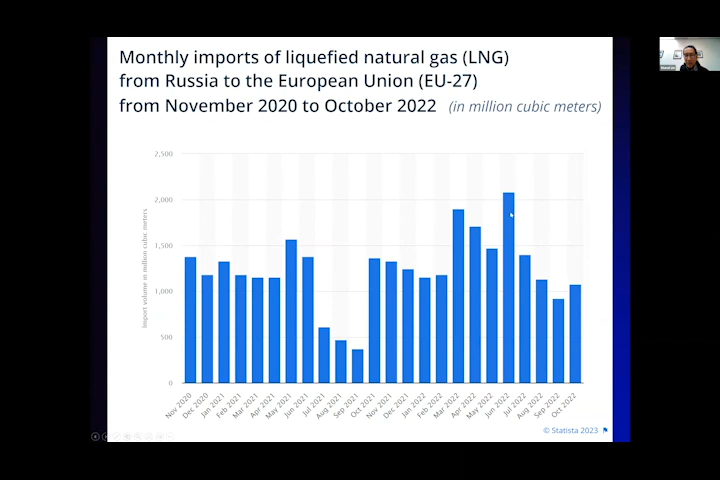 Monthly imports of liquefied natural gas (LNG)
from Russia to the European Union (EU-27)
from November 2020 to October 2022 (in million cubic meters)
Import volume in million cubic meters
2,500
2,000
1,500
1,000
500
0
Nov 2020
Dec 2020
Jan 2021
Feb 2021
Mar 2021
Apr 2021
May 2021
Jun 2021
Jul 2021
Aug 2021
Sep 2021
Oct 2021
Nov 2021
Dec 2021
Jan 2022
Feb 2022
Mar 2022
Apr 2022
May 2022
Jun 2022
Jul 2022
Aug 2022
Sep 2022
Oct 2022
© Statista 2023